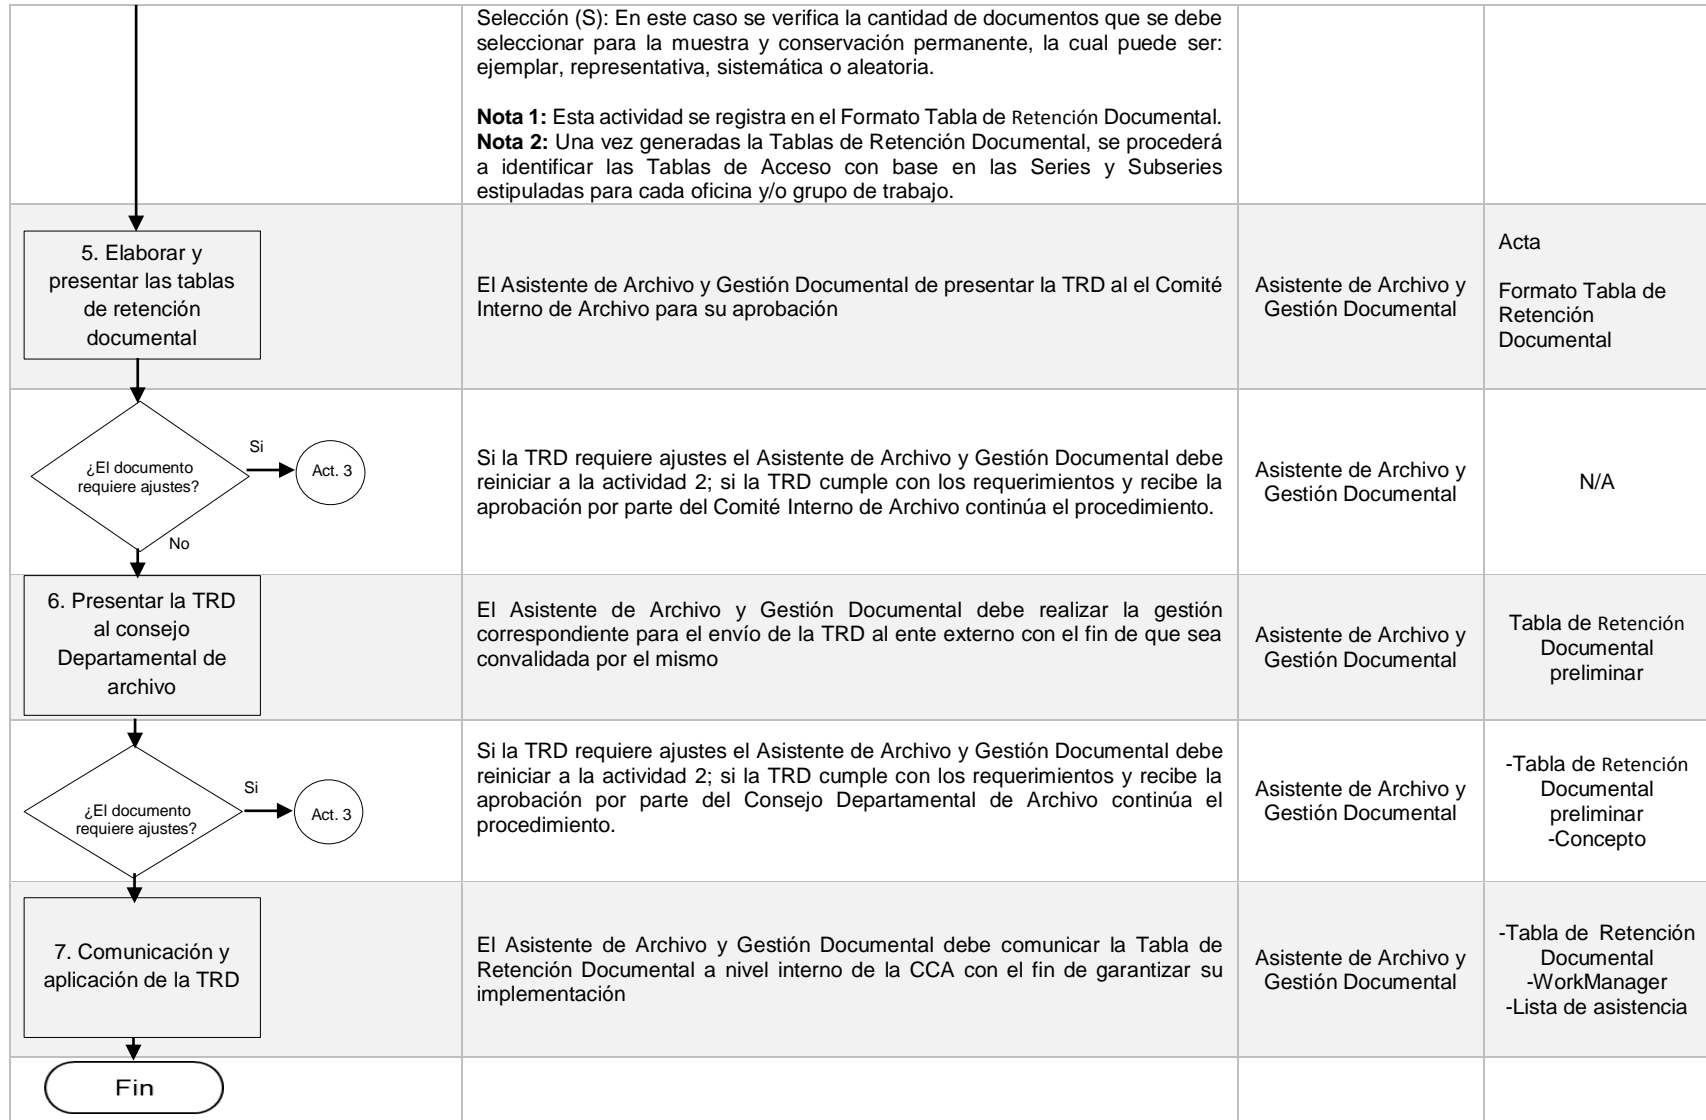 Selección (S): En este caso se verifica la cantidad de documentos que se debe
seleccionar para la muestra y conservación permanente, la cual puede ser:
ejemplar, representativa, sistemática o aleatoria.
Nota 1: Esta actividad se registra en el Formato Tabla de Retención Documental.
Nota 2: Una vez generadas la Tablas de Retención Documental, se procederá
a identificar las Tablas de Acceso con base en las Series y Subseries
estipuladas para cada oficina y/o grupo de trabajo.
5. Elaborar y
presentar las tablas
de retención
documental
El Asistente de Archivo y Gestión Documental de presentar la TRD al el Comité
Interno de Archivo para su aprobación
Asistente de Archivo y
Gestión Documental
Acta
Formato Tabla de
Retención
Documental
¿El documento
requiere ajustes?
Si
Act. 3
No
Si la TRD requiere ajustes el Asistente de Archivo y Gestión Documental debe
reiniciar a la actividad 2; si la TRD cumple con los requerimientos y recibe la
aprobación por parte del Comité Interno de Archivo continúa el procedimiento.
Asistente de Archivo y
Gestión Documental
N/A
6. Presentar la TRD
al consejo
Departamental de
archivo
El Asistente de Archivo y Gestión Documental debe realizar la gestión
correspondiente para el envío de la TRD al ente externo con el fin de que sea
convalidada por el mismo
Asistente de Archivo y
Gestión Documental
Tabla de Retención
Documental
preliminar
¿El documento
requiere ajustes?
Si
Act. 3
Si la TRD requiere ajustes el Asistente de Archivo y Gestión Documental debe
reiniciar a la actividad 2; si la TRD cumple con los requerimientos y recibe la
aprobación por parte del Consejo Departamental de Archivo continúa el
procedimiento.
Asistente de Archivo y
Gestión Documental
-Tabla de Retención
Documental
preliminar
-Concepto
7. Comunicación y
aplicación de la TRD
El Asistente de Archivo y Gestión Documental debe comunicar la Tabla de
Retención Documental a nivel interno de la CCA con el fin de garantizar su
implementación
Asistente de Archivo y
Gestión Documental
-Tabla de Retención
Documental
-WorkManager
-Lista de asistencia
Fin